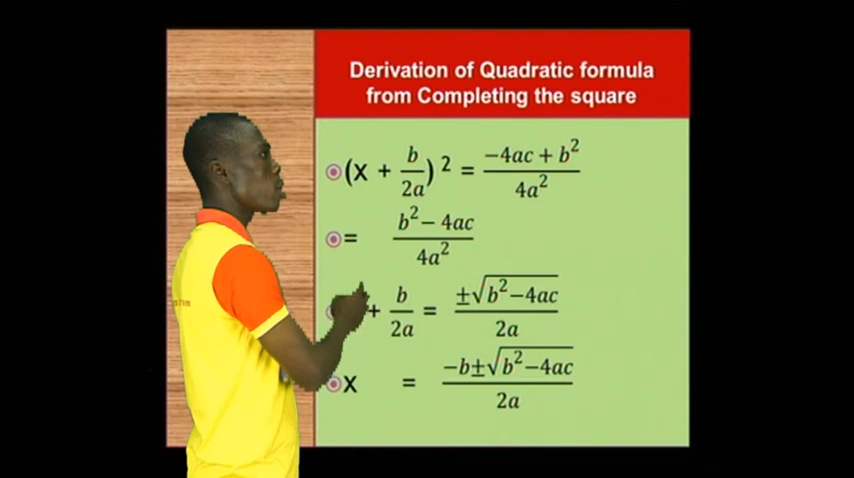 Derivation of Quadratic formula
from Completing the square
(x + b/2a)² = (−4ac + b²)/4a²
= (b² − 4ac)/4a²
+ b/2a = ±√(b²−4ac)/2a
x = (−b±√(b²−4ac))/2a